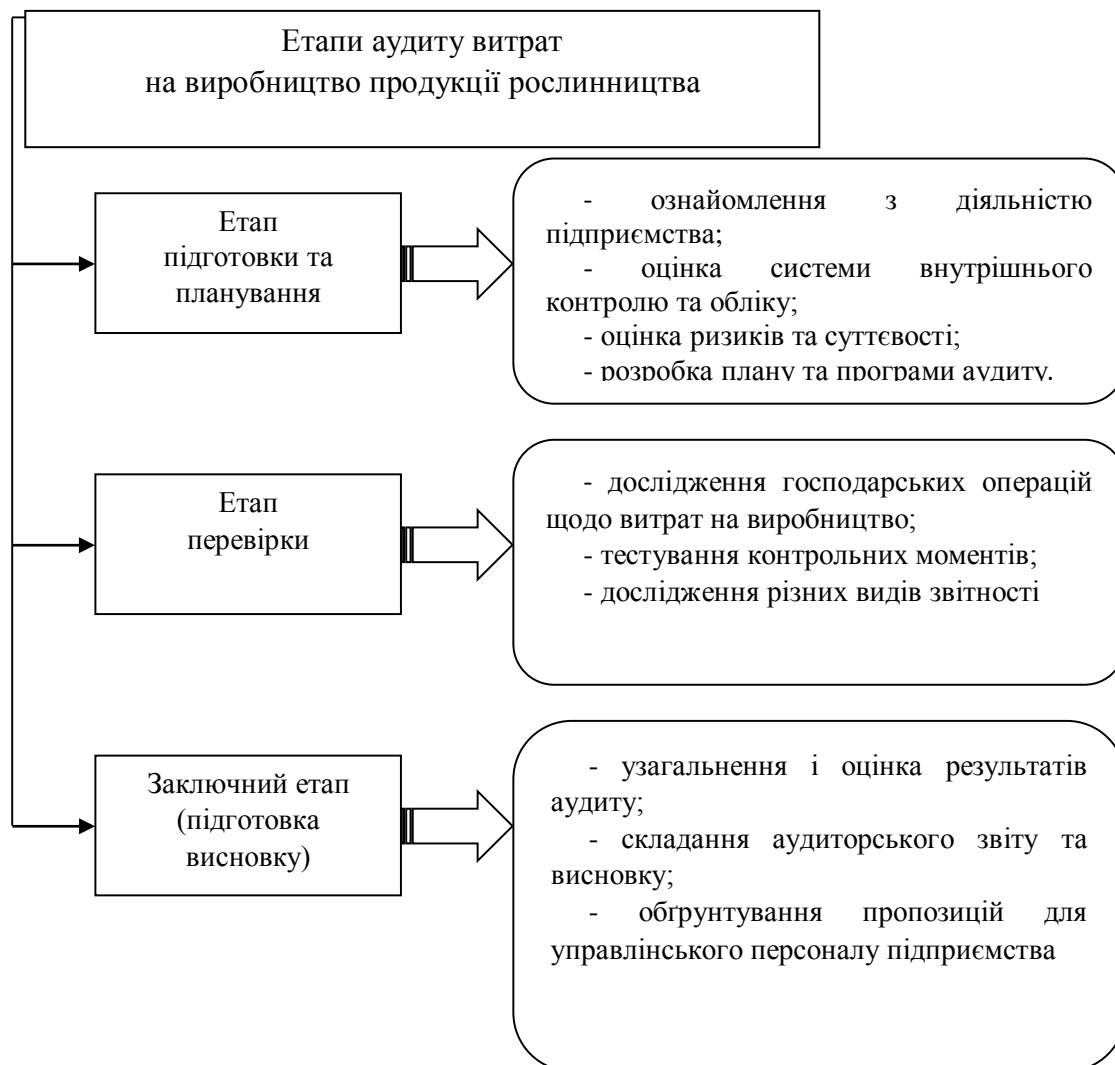 Етапи аудиту витрат
на виробництво продукції рослинництва
Етап
підготовки та
планування
- ознайомлення з діяльністю
підприємства;
- оцінка системи внутрішнього
контролю та обліку;
- оцінка ризиків та суттєвості;
- розробка плану та програми аудиту.
Етап
перевірки
- дослідження господарських операцій
щодо витрат на виробництво;
- тестування контрольних моментів;
- дослідження різних видів звітності
Заключний етап
(підготовка
висновку)
- узагальнення і оцінка результатів
аудиту;
- складання аудиторського звіту та
висновку;
- обґрунтування пропозицій для
управлінського персоналу підприємства